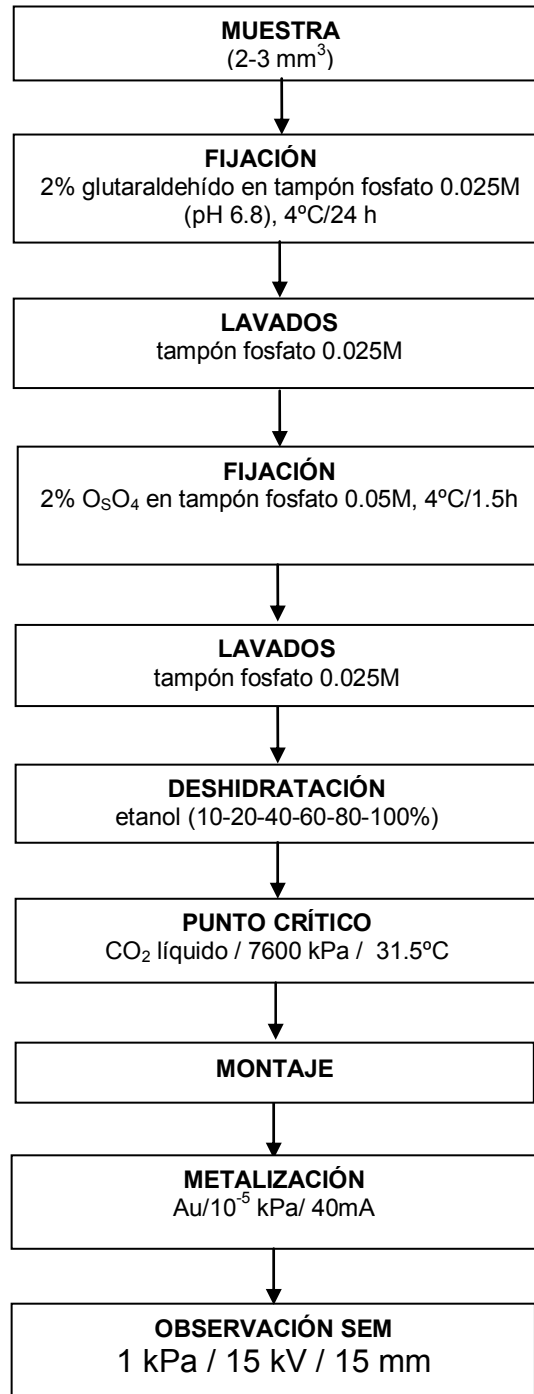 MUESTRA
(2-3 mm³)
FIJACIÓN
2% glutaraldehído en tampón fosfato 0.025M
(pH 6.8), 4ºC/24 h
LAVADOS
tampón fosfato 0.025M
FIJACIÓN
2% OₛO₄ en tampón fosfato 0.05M, 4ºC/1.5h
LAVADOS
tampón fosfato 0.025M
DESHIDRATACIÓN
etanol (10-20-40-60-80-100%)
PUNTO CRÍTICO
CO₂ líquido / 7600 kPa / 31.5ºC
MONTAJE
METALIZACIÓN
Au/10⁻⁵ kPa/ 40mA
OBSERVACIÓN SEM
1 kPa / 15 kV / 15 mm